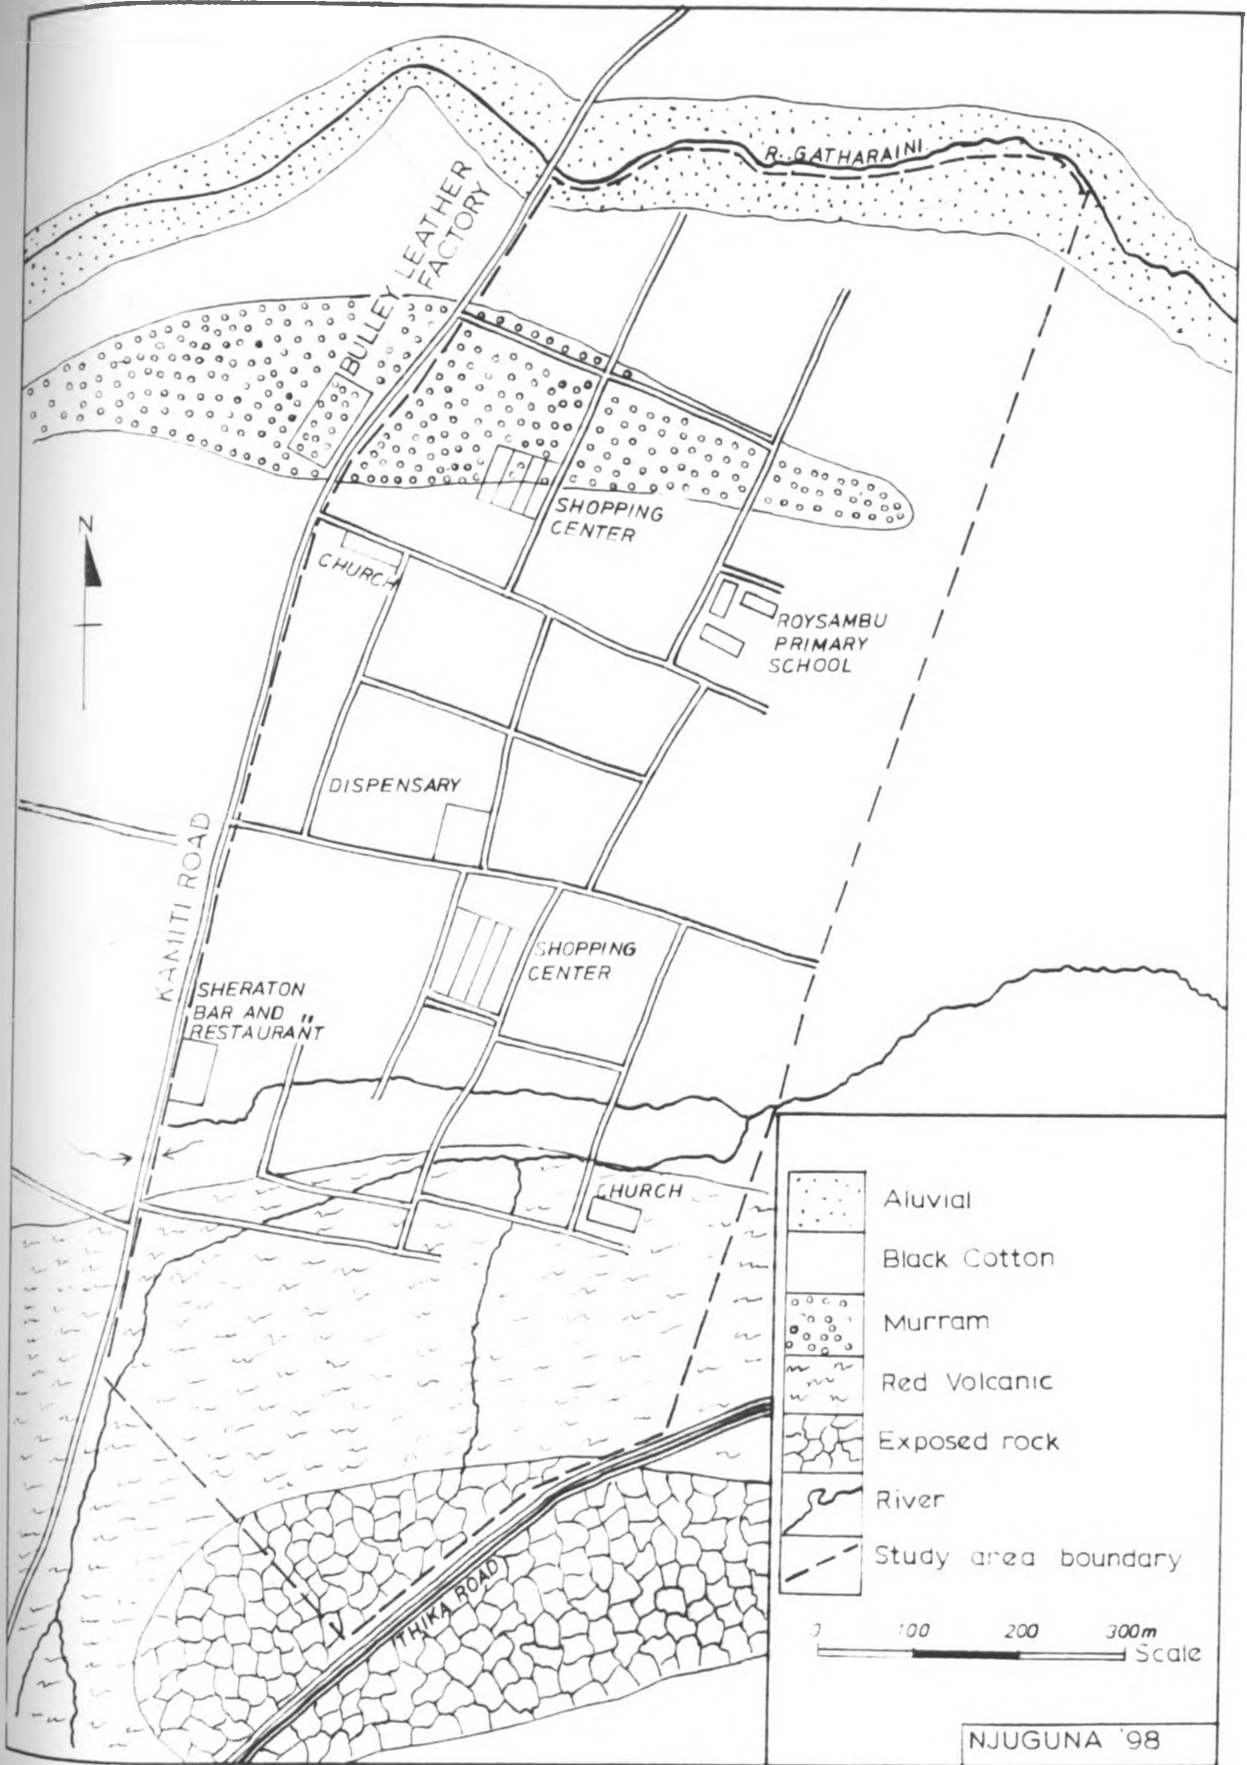 R. GATHARAINI
BULLEY LEATHER
FACTORY
N
SHOPPING
CENTER
CHURCH
ROYSAMBU
PRIMARY
SCHOOL
DISPENSARY
KAMITI ROAD
SHOPPING
CENTER
SHERATON
BAR AND
RESTAURANT
CHURCH
THIKA ROAD
Aluvial
Black Cotton
Murram
Red Volcanic
Exposed rock
River
Study area boundary
0 100 200 300m
Scale
NJUGUNA '98